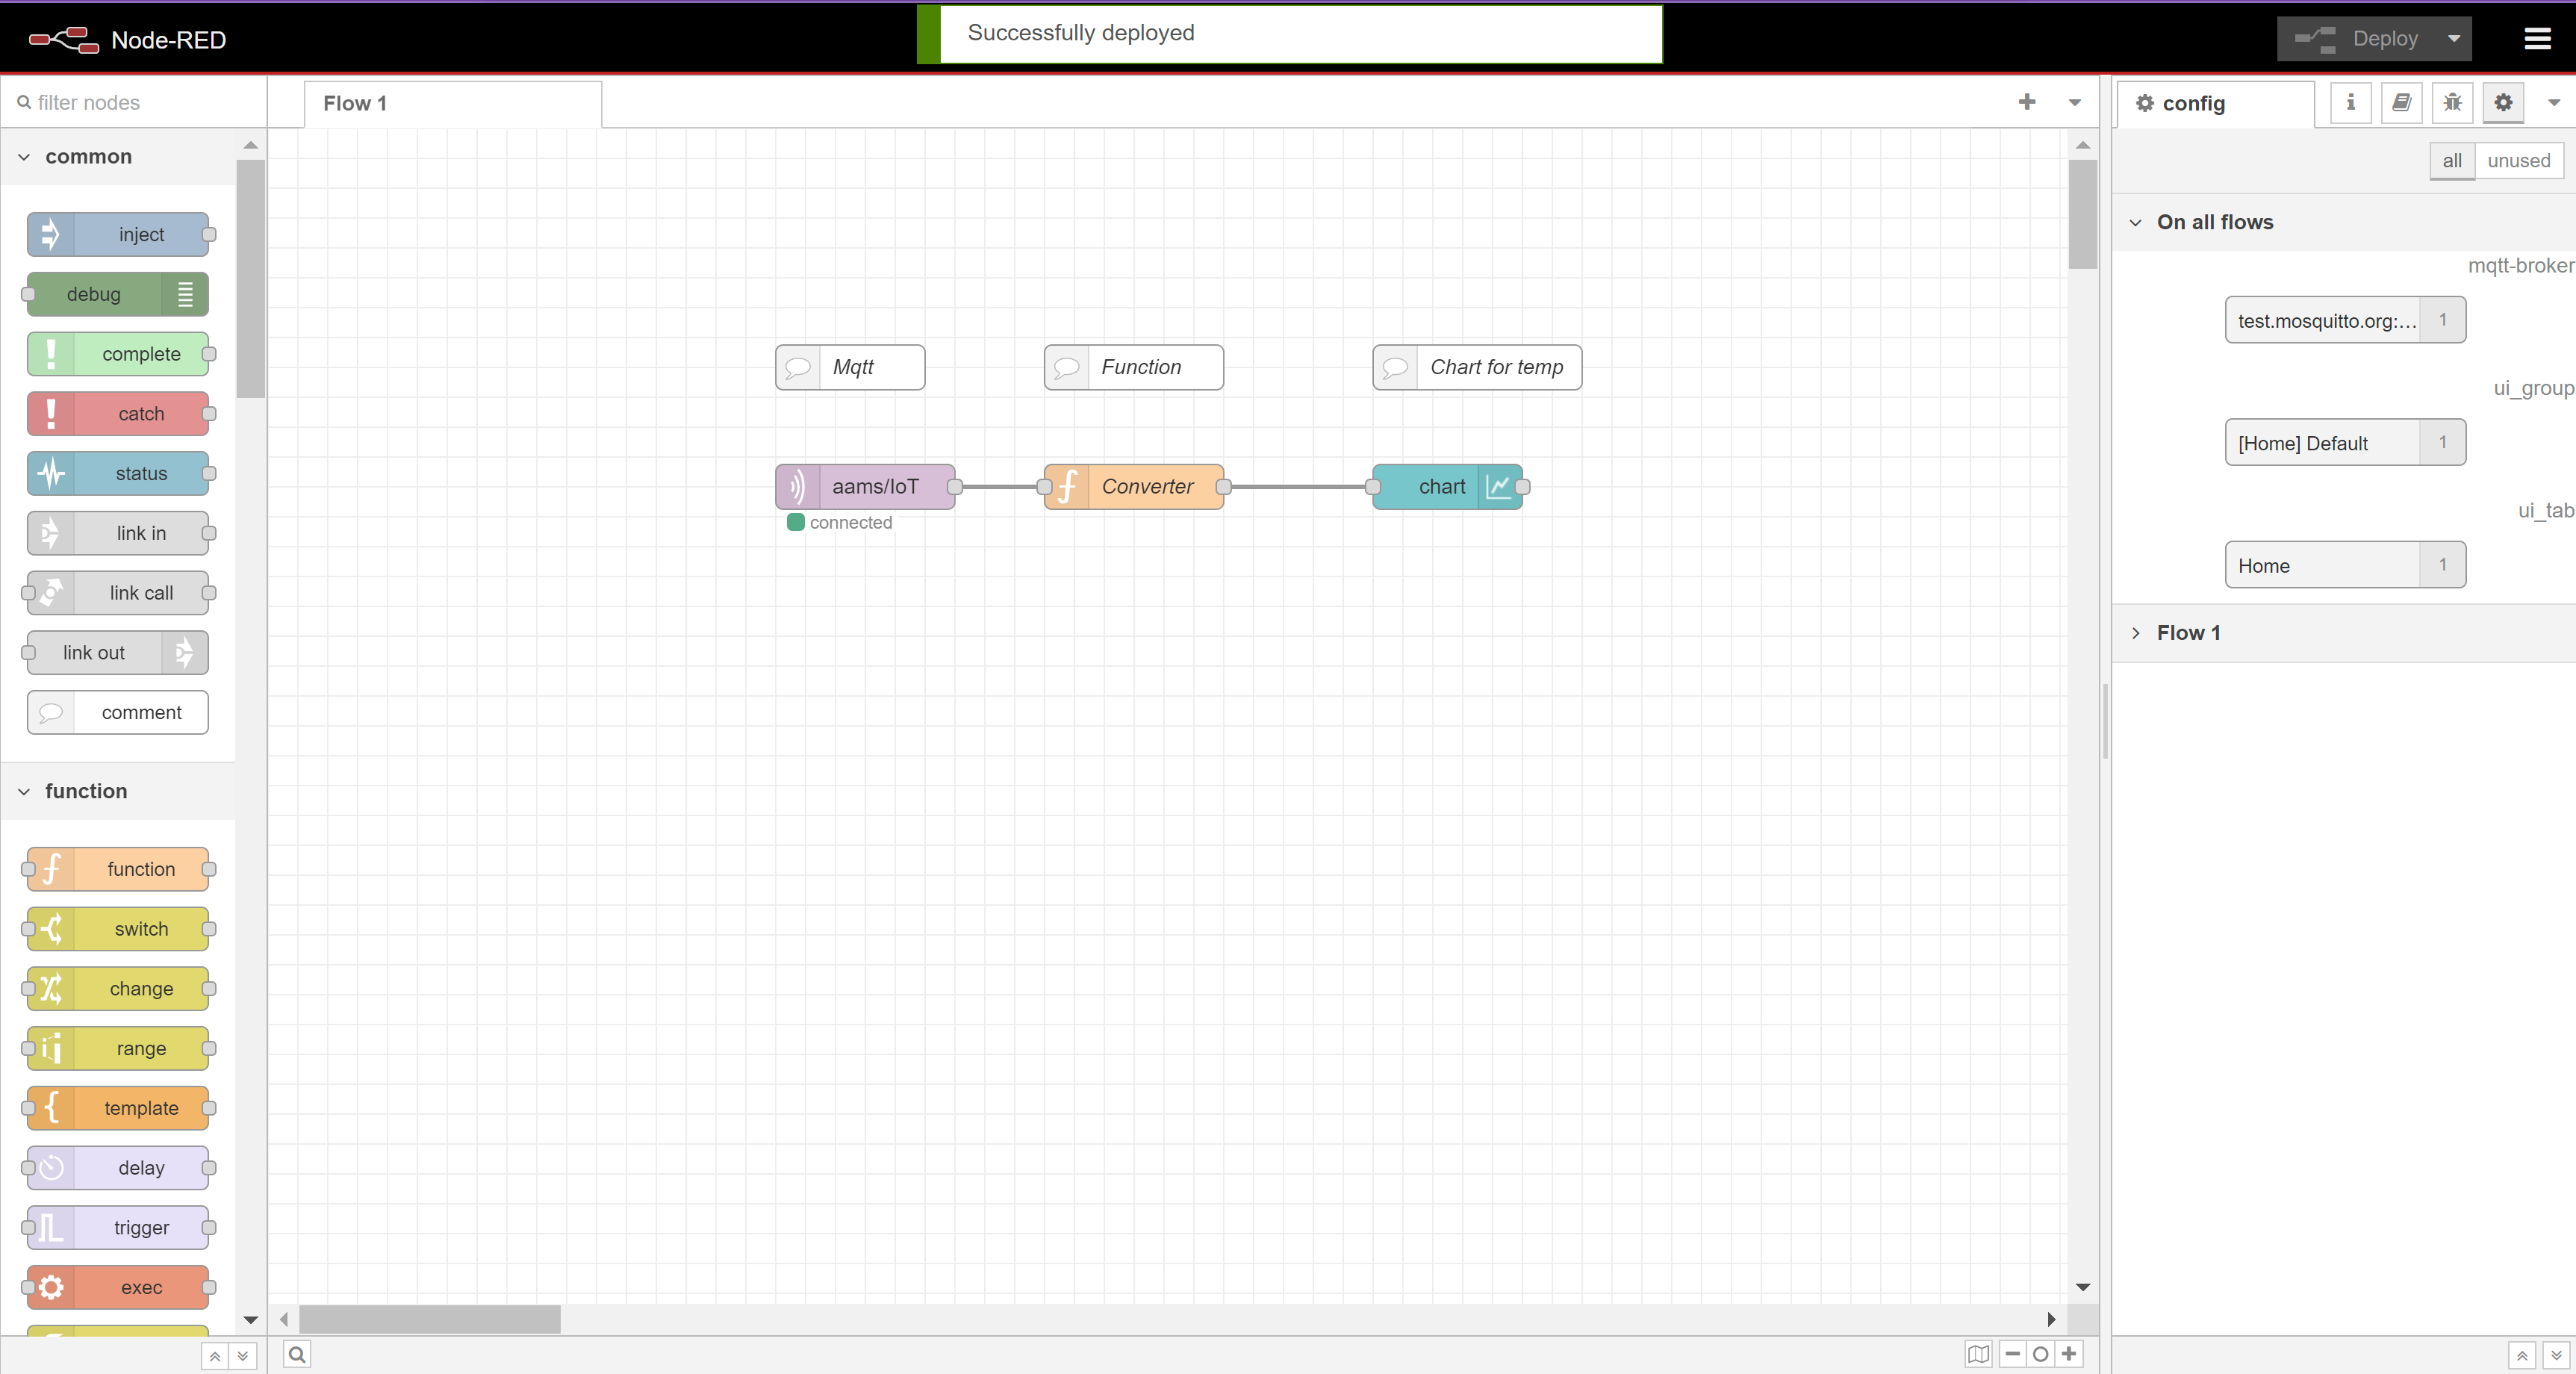 Node-RED
Successfully deployed
Deploy
filter nodes
Flow 1
config
i
all
unused
common
inject
debug
complete
catch
status
link in
link call
link out
comment
function
function
switch
change
range
template
delay
trigger
exec
Mqtt
Function
Chart for temp
aams/IoT
Converter
chart
connected
On all flows
mqtt-broker
test.mosquitto.org:...
1
ui_group
[Home] Default
1
ui_tab
Home
1
Flow 1